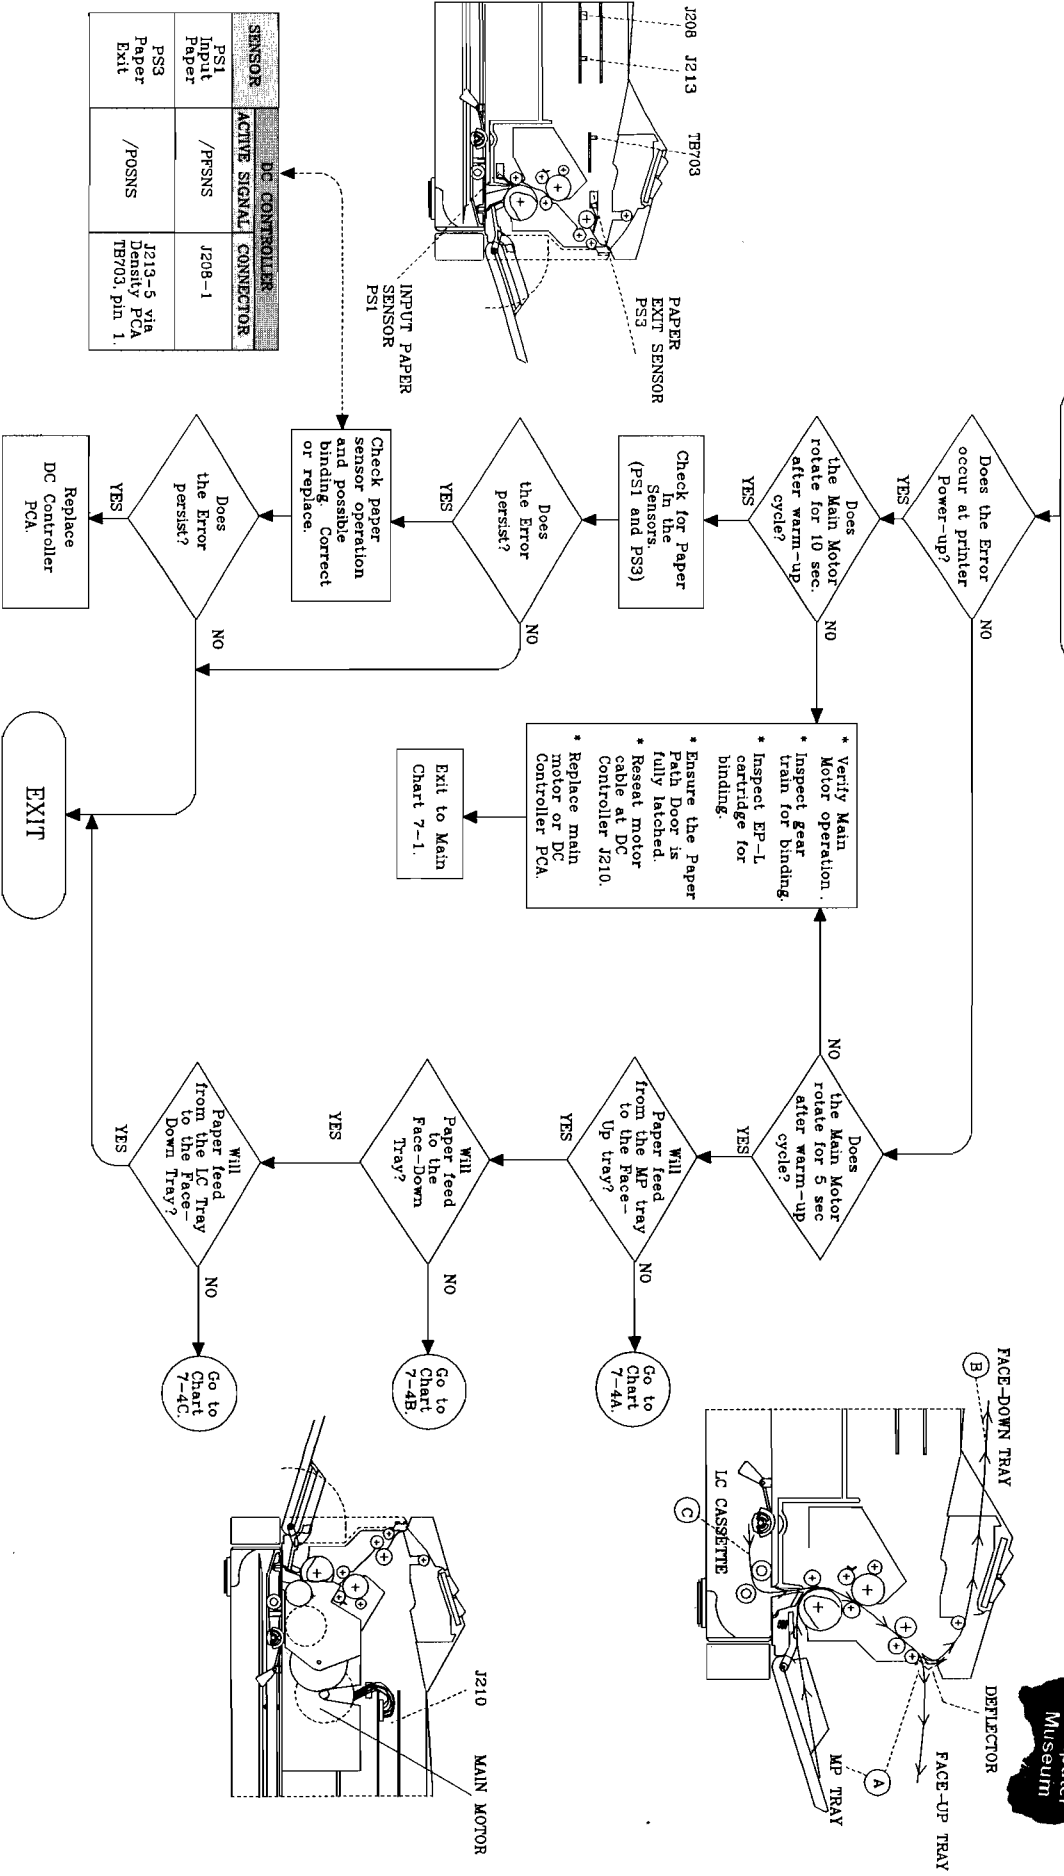 puter
Museum
Does the Error
occur at printer
Power-up?
YES
NO
Does
the Main Motor
rotate for 10 sec.
after warm-up
cycle?
YES
NO
Check for Paper
In the
Sensors.
(PS1 and PS3)
Does
the Error
persist?
YES
NO
Check paper
sensor operation
and possible
binding. Correct
or replace.
Does
the Error
persist?
YES
NO
Replace
DC Controller
PCA.
* Verify Main
Motor operation.
* Inspect gear
train for binding.
* Inspect EP-L
cartridge for
binding.
* Ensure the Paper
Path Door is
fully latched.
* Reseat motor
cable at DC
Controller J210.
* Replace main
motor or DC
Controller PCA.
Exit to Main
Chart 7-1.
EXIT
Does
the Main Motor
rotate for 5 sec
after warm-up
cycle?
NO
YES
Will
Paper feed
from the MP tray
to the Face-
Up tray?
YES
NO
Go to
Chart
7-4A.
Will
Paper feed
to the
Face-Down
Tray?
YES
NO
Go to
Chart
7-4B.
Will
Paper feed
from the LC Tray
to the Face-
Down Tray?
YES
NO
Go to
Chart
7-4C.
J208
J213
TB703
PAPER
EXIT SENSOR
PS3
INPUT PAPER
SENSOR
PS1
DC CONTROLLER
SENSOR ACTIVE SIGNAL CONNECTOR
PS1
Input
Paper
/PFSNS
J208-1
PS3
Paper
Exit
/POSNS
J213-5 via
Density PCA
TB703, pin 1.
FACE-DOWN TRAY
B
DEFLECTOR
FACE-UP TRAY
A
MP TRAY
LC CASSETTE
C
J210
MAIN MOTOR